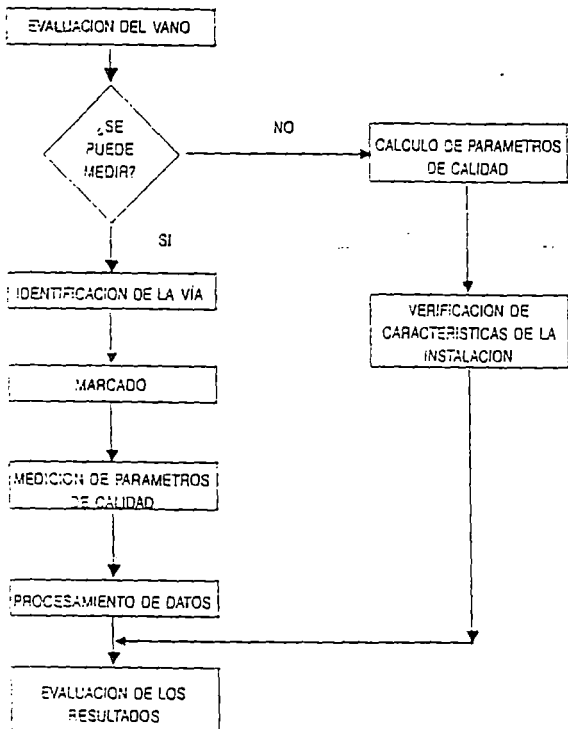 EVALUACION DEL VANO
¿SE
PUEDE
MEDIR?
NO
CALCULO DE PARAMETROS
DE CALIDAD
SI
IDENTIFICACION DE LA VÍA
VERIFICACION DE
CARACTERISTICAS DE LA
INSTALACION
MARCADO
MEDICION DE PARAMETROS
DE CALIDAD
PROCESAMIENTO DE DATOS
EVALUACION DE LOS
RESULTADOS